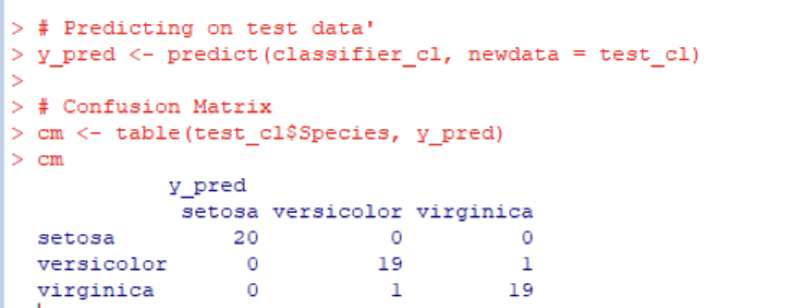 > # Predicting on test data'
> y_pred <- predict(classifier_cl, newdata = test_cl)
>
> # Confusion Matrix
> cm <- table(test_cl$Species, y_pred)
> cm
y_pred
setosa versicolor virginica
setosa 20 0 0
versicolor 0 19 1
virginica 0 1 19